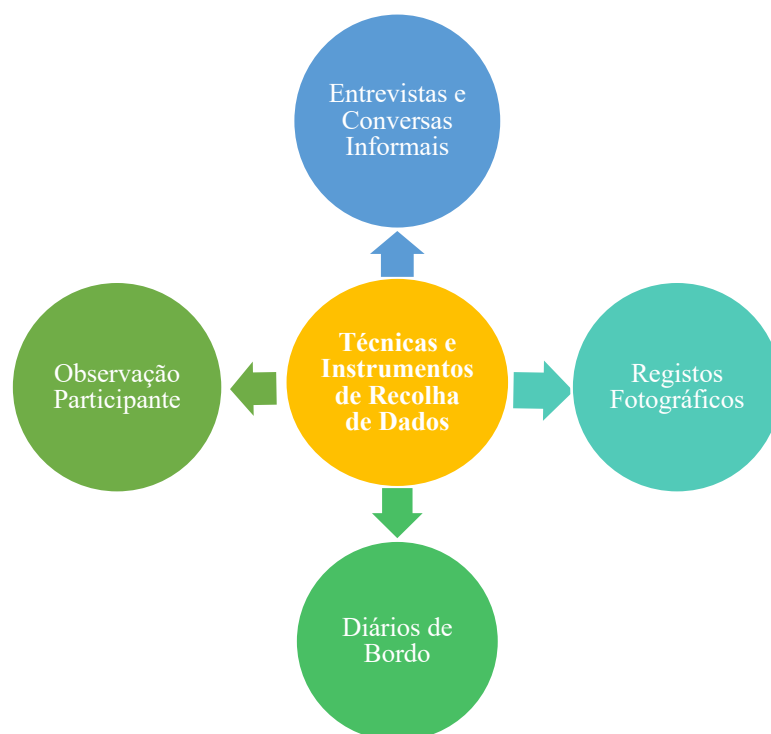 Entrevistas e
Conversas
Informais
Observação
Participante
Técnicas e
Instrumentos
de Recolha
de Dados
Registos
Fotográficos
Diários de
Bordo